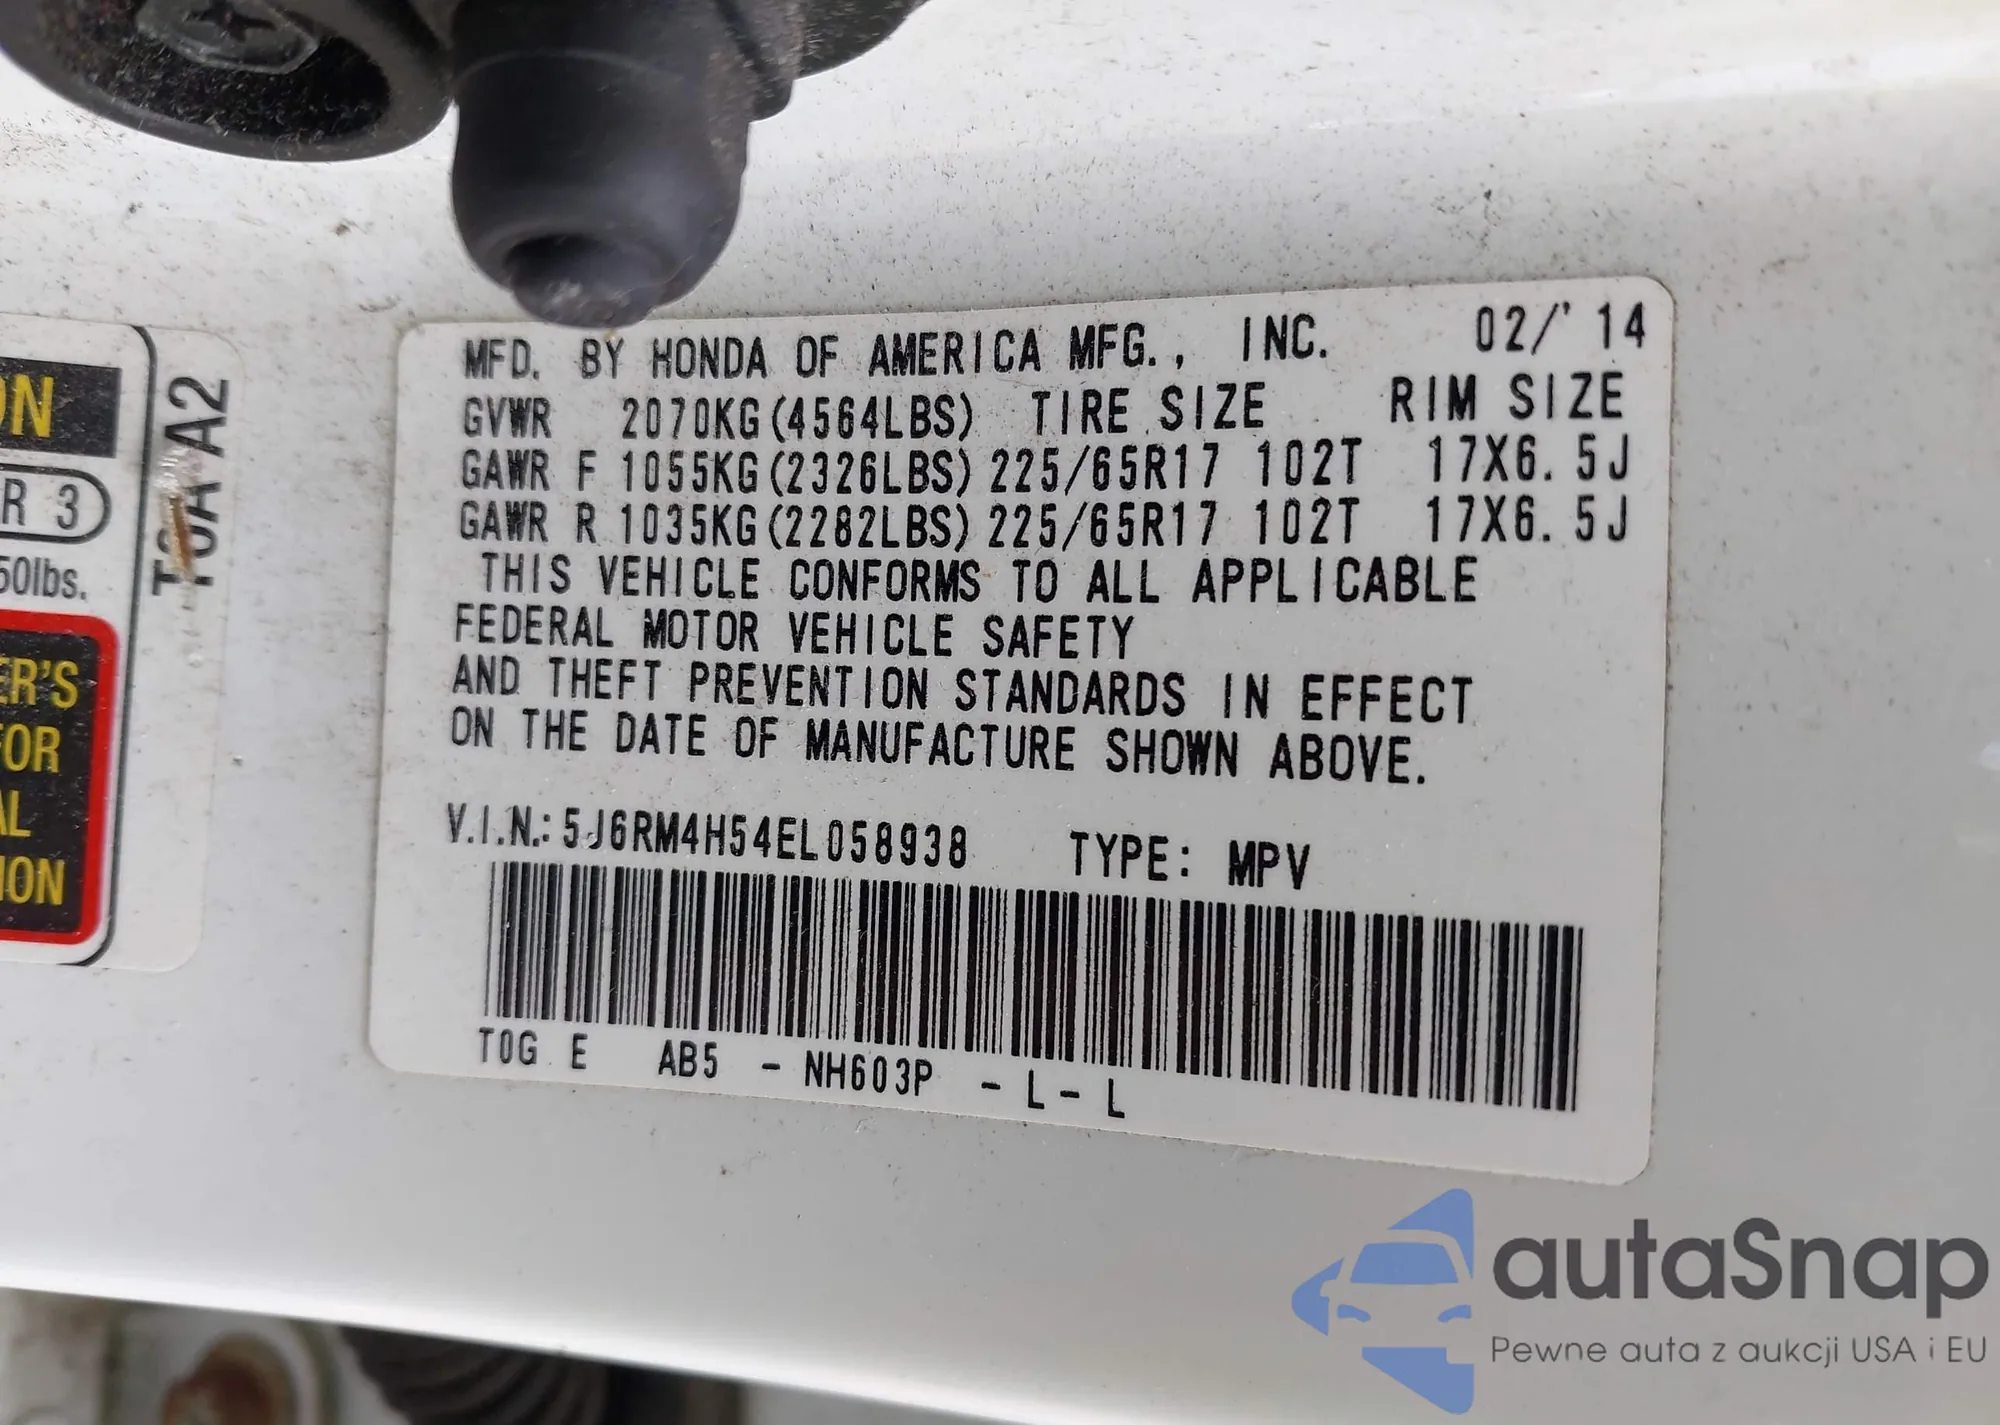 MFD. BY HONDA OF AMERICA MFG., INC. 02/'14
GVWR 2070KG(4564LBS) TIRE SIZE RIM SIZE
GAWR F 1055KG(2326LBS) 225/65R17 102T 17X6.5J
GAWR R 1035KG(2282LBS) 225/65R17 102T 17X6.5J
THIS VEHICLE CONFORMS TO ALL APPLICABLE
FEDERAL MOTOR VEHICLE SAFETY
AND THEFT PREVENTION STANDARDS IN EFFECT
ON THE DATE OF MANUFACTURE SHOWN ABOVE.
V.I.N.: 5J6RM4H54EL058938 TYPE: MPV
T0G E AB5 - NH603P - L - L
ON
R 3
50lbs.
ER'S
FOR
AL
ION
A2
autaSnap
Pewne auta z aukcji USA i EU